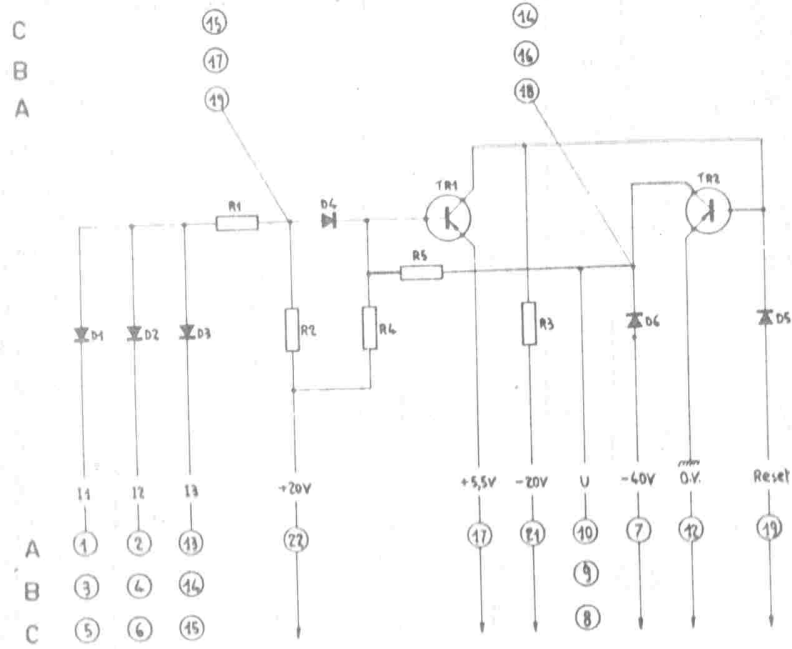 C 15 14
B 17 16
A 19 18
TR1 TR2
R1 D4
R5
D1 D2 D3 R2 R4 R3 D6 D5
I1 I2 I3 +20V +5,5V -20V U -40V 0.V. Reset
A 1 2 13 22 17 21 10 7 12 19
B 3 4 14 9
C 5 6 15 8